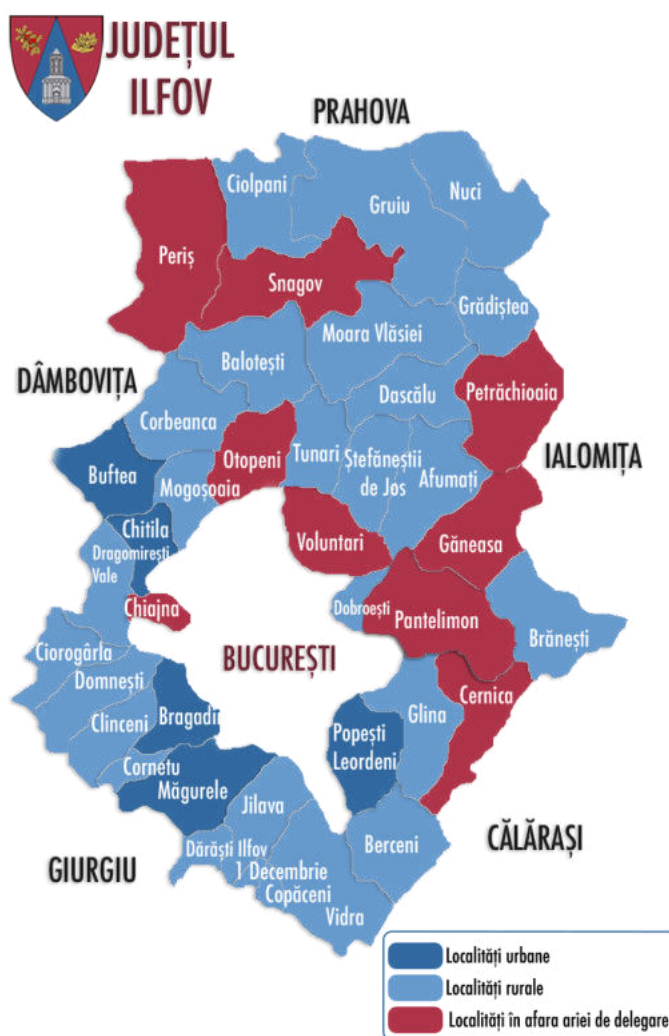 JUDEȚUL
ILFOV
PRAHOVA
Ciolpani
Gruiu
Nuci
Periș
Snagov
Grădiștea
Moara Vlăsiei
Balotești
DÂMBOVIȚA
Dascălu
Petrăchioaia
Corbeanca
Otopeni
Tunari
Ștefăneștii
de Jos
Afumați
IALOMIȚA
Buftea
Mogoșoaia
Chitila
Voluntari
Găneasa
Dragomirești
Vale
Chiajna
Dobroești
Pantelimon
Brănești
Ciorogârla
BUCUREȘTI
Domnești
Cernica
Clinceni
Bragadir
Glina
Popești
Leordeni
Cornetu
Măgurele
Jilava
CĂLĂRAȘI
Berceni
GIURGIU
Dărăști Ilfov
1 Decembrie
Copăceni
Vidra
Localități urbane
Localități rurale
Localități în afara ariei de delegare